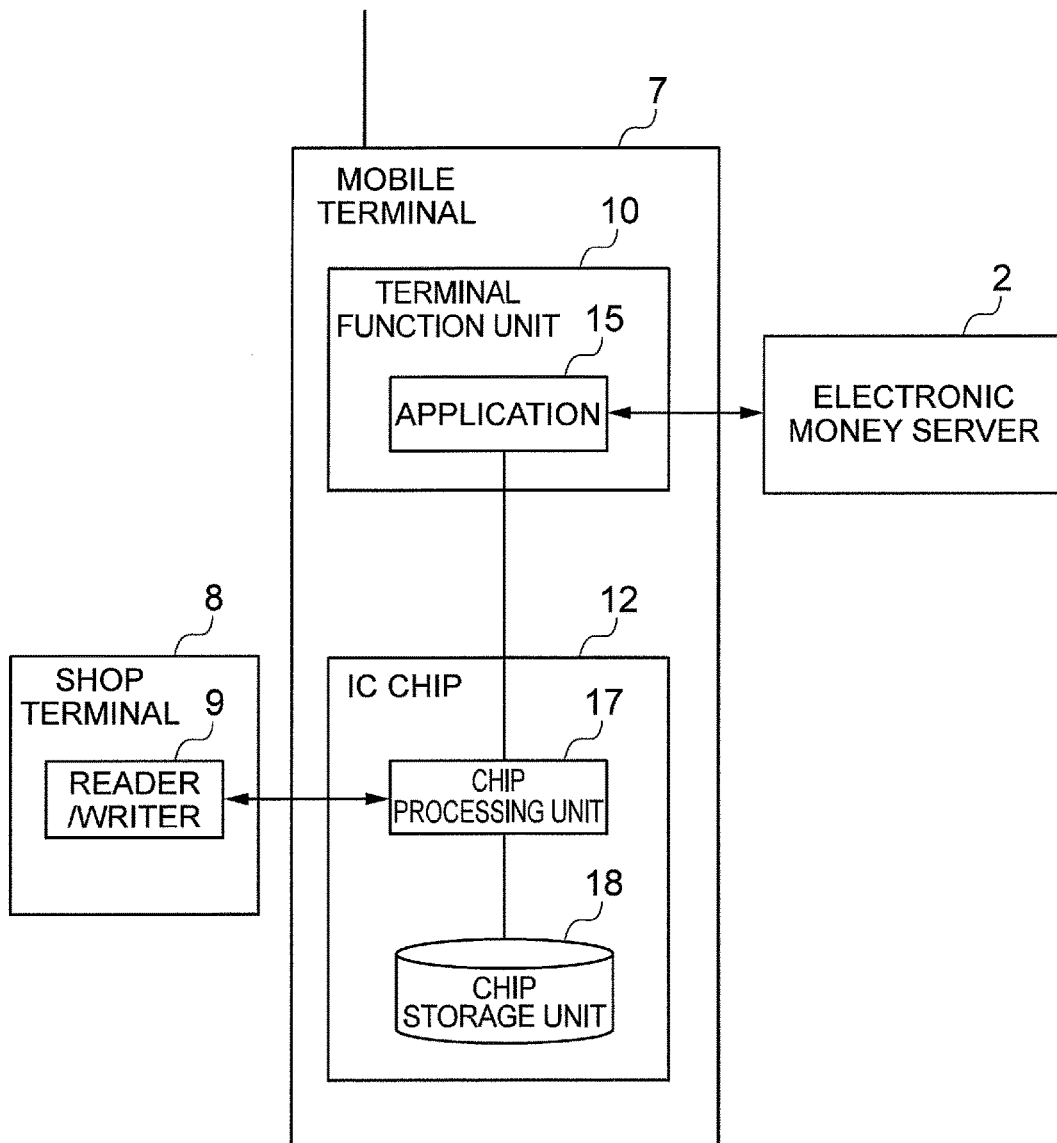 7
MOBILE
TERMINAL
10
TERMINAL
FUNCTION UNIT
15
APPLICATION
2
ELECTRONIC
MONEY SERVER
8
SHOP
TERMINAL
9
READER
/WRITER
12
IC CHIP
17
CHIP
PROCESSING UNIT
18
CHIP
STORAGE UNIT